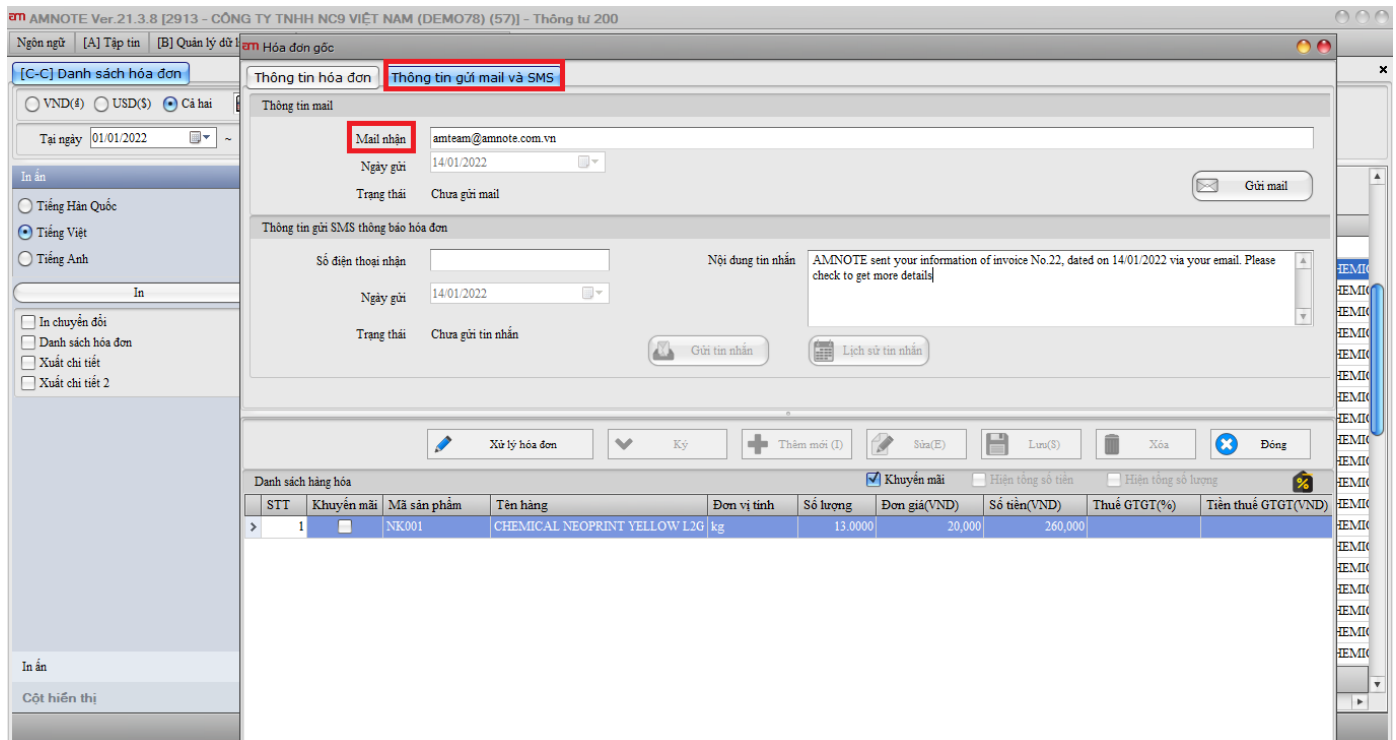 am AMNOTE Ver.21.3.8 [2913 - CÔNG TY TNHH NC9 VIỆT NAM (DEMO78) (57)] - Thông tư 200
Ngôn ngữ [A] Tập tin [B] Quản lý dữ l
am Hóa đơn gốc
[C-C] Danh sách hóa đơn
Thông tin hóa đơn Thông tin gửi mail và SMS
VND(đ) USD($) Cả hai
Thông tin mail
Tại ngày 01/01/2022 ~
Mail nhận amteam@amnote.com.vn
Ngày gửi 14/01/2022
In ấn
Trạng thái Chưa gửi mail Gửi mail
Tiếng Hàn Quốc
Thông tin gửi SMS thông báo hóa đơn
Tiếng Việt
Tiếng Anh
Số điện thoại nhận Nội dung tin nhắn AMNOTE sent your information of invoice No.22, dated on 14/01/2022 via your email. Please
check to get more details
In
Ngày gửi 14/01/2022
In chuyển đổi
Trạng thái Chưa gửi tin nhắn
Danh sách hóa đơn
Gửi tin nhắn Lịch sử tin nhắn
Xuất chi tiết
Xuất chi tiết 2
Xử lý hóa đơn Ký Thêm mới (I) Sửa(E) Lưu(S) Xóa Đóng
Danh sách hàng hóa Khuyến mãi Hiện tổng số tiền Hiện tổng số lượng %
STT Khuyến mãi Mã sản phẩm Tên hàng Đơn vị tính Số lượng Đơn giá(VND) Số tiền(VND) Thuế GTGT(%) Tiền thuế GTGT(VND)
1 NK001 CHEMICAL NEOPRINT YELLOW L2G kg 13.0000 20,000 260,000
In ấn
Cột hiển thị